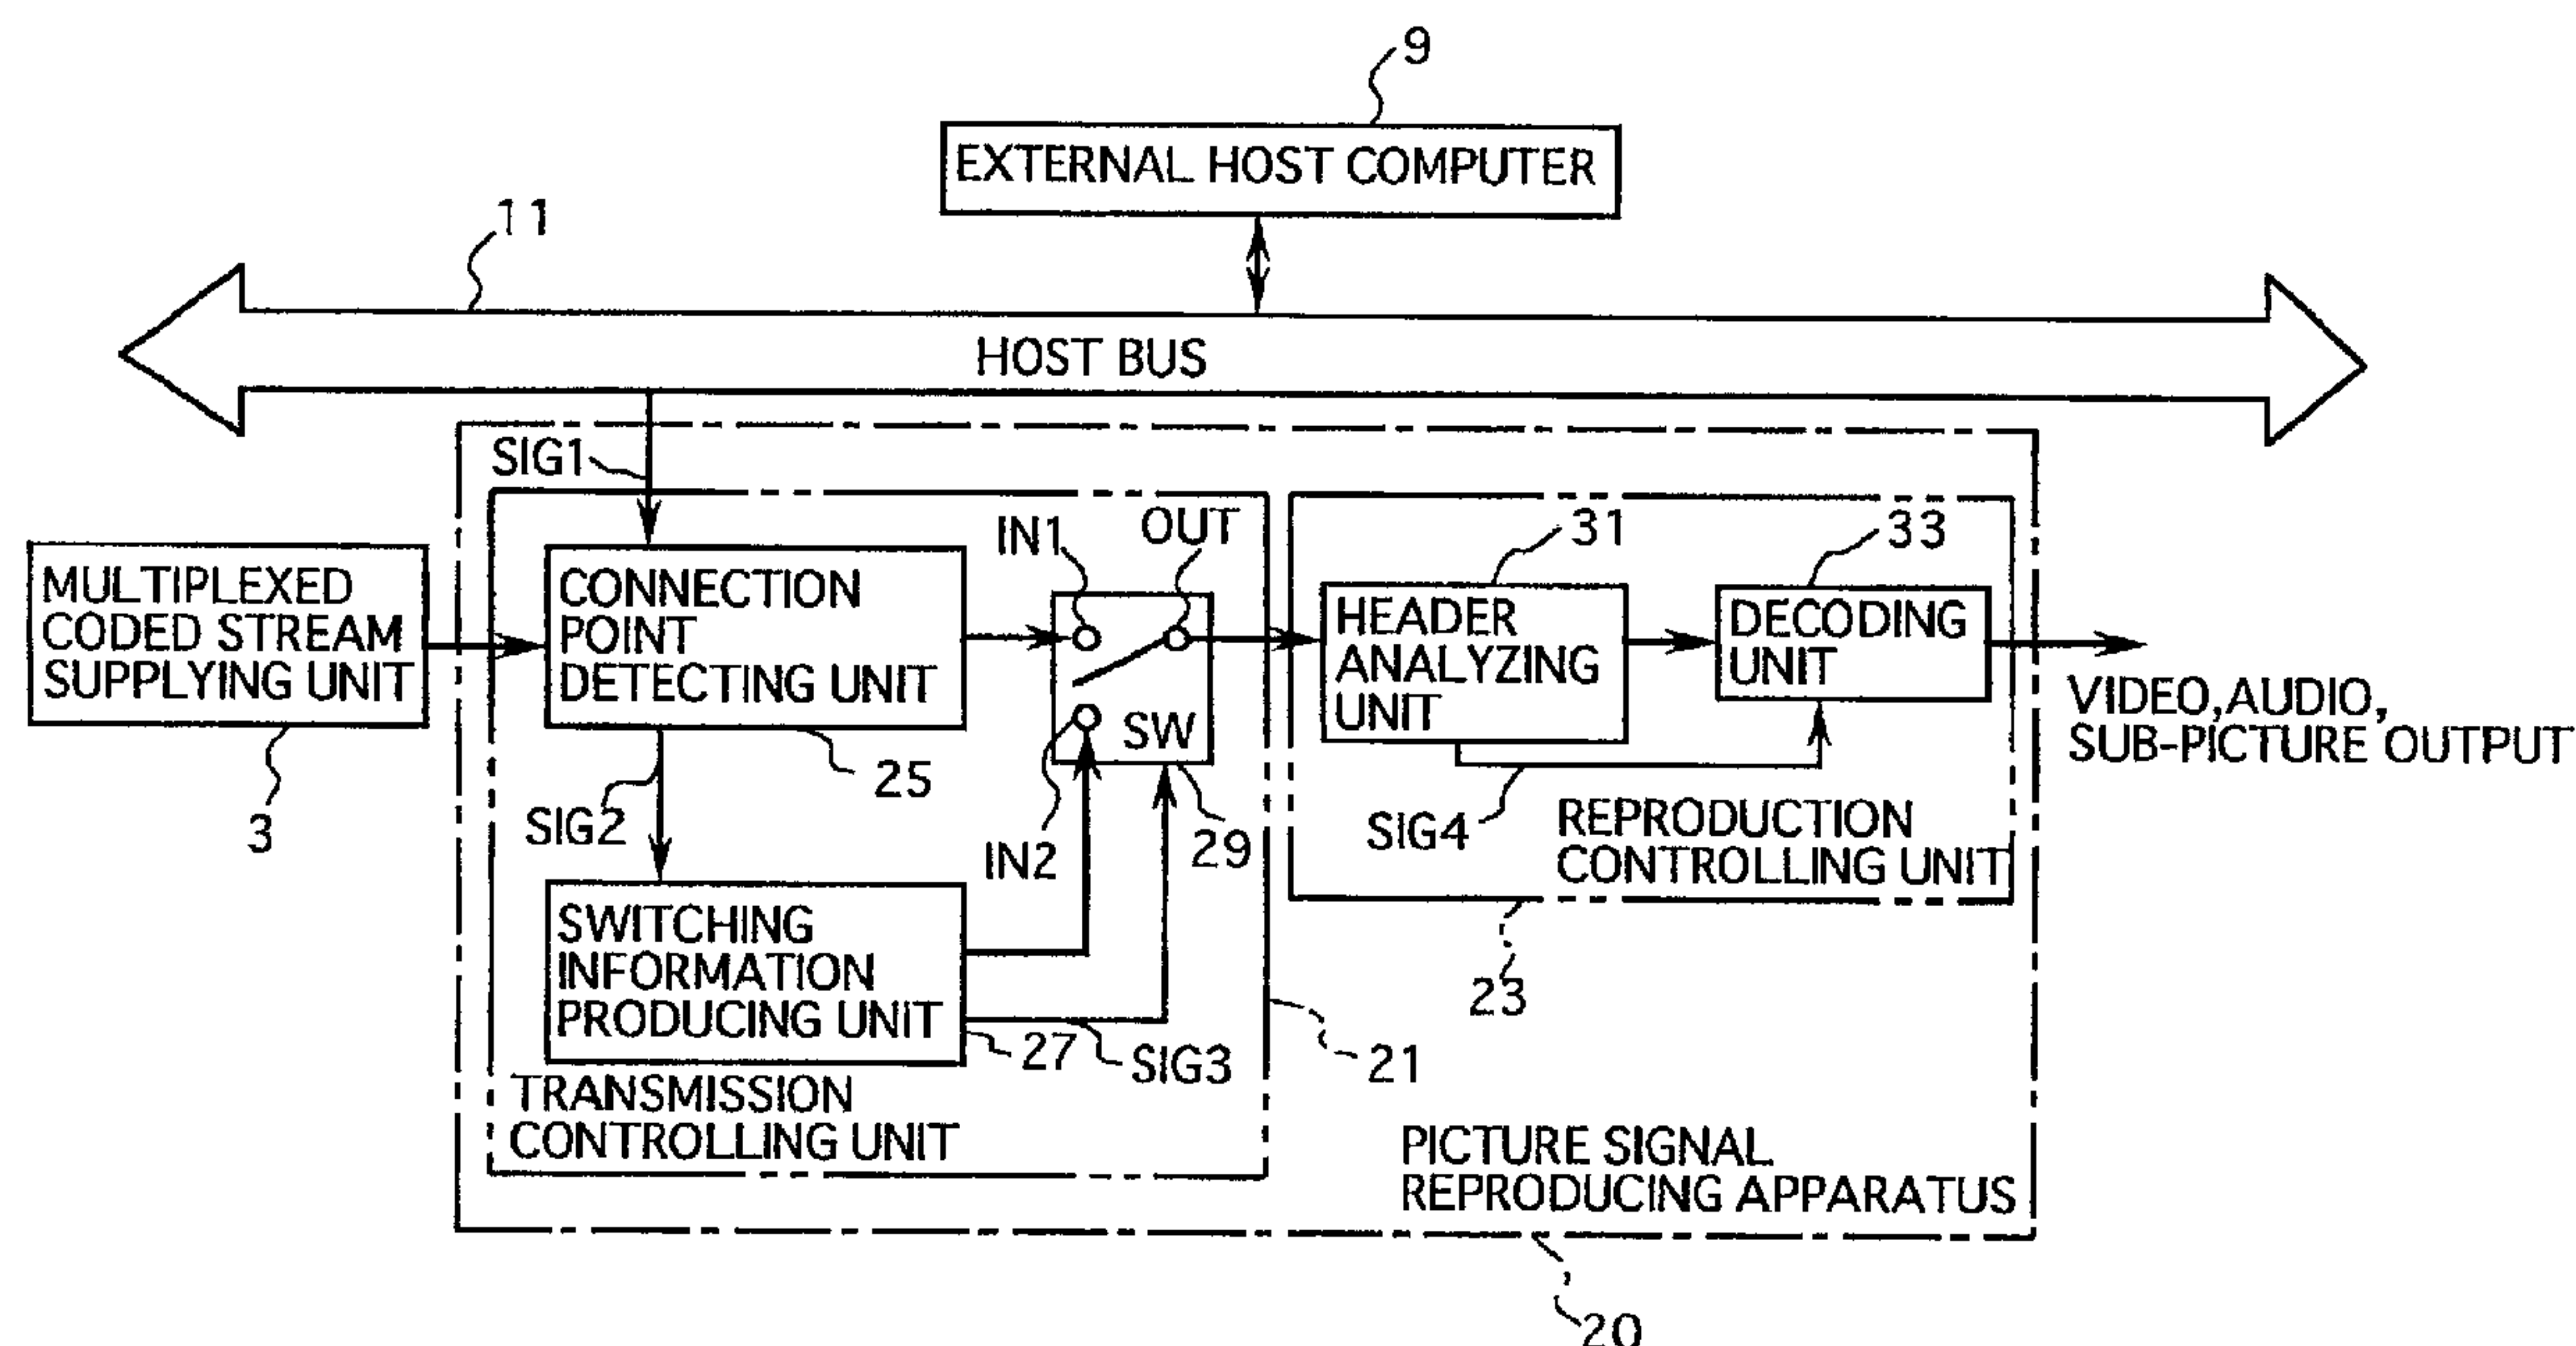 9
EXTERNAL HOST COMPUTER
11
HOST BUS
SIG1
MULTIPLEXED
CODED STREAM
SUPPLYING UNIT
3
CONNECTION
POINT
DETECTING UNIT
25
SIG2
SWITCHING
INFORMATION
PRODUCING UNIT
27
SIG3
IN1
OUT
IN2
SW
29
TRANSMISSION
CONTROLLING UNIT
21
31
HEADER
ANALYZING
UNIT
33
DECODING
UNIT
SIG4
REPRODUCTION
CONTROLLING UNIT
23
VIDEO,AUDIO,
SUB-PICTURE OUTPUT
PICTURE SIGNAL
REPRODUCING APPARATUS
20